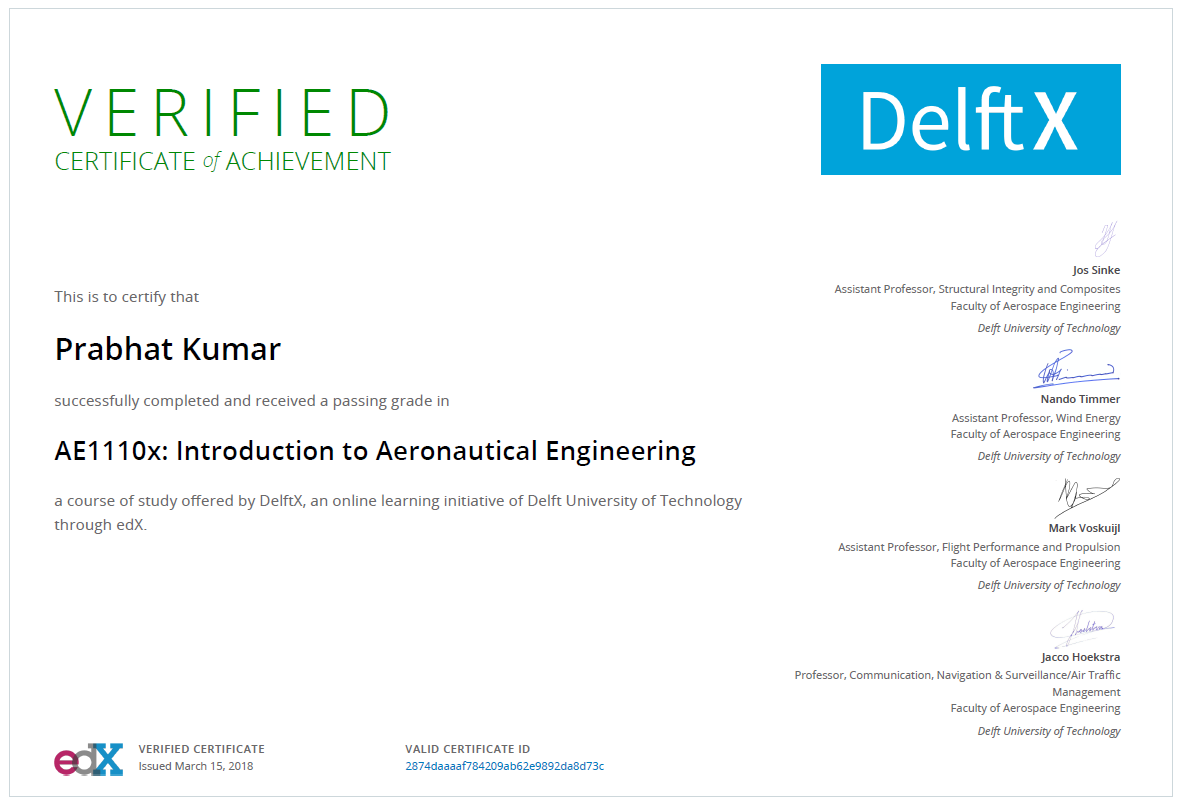 VERIFIED
CERTIFICATE of ACHIEVEMENT
DelftX
This is to certify that
Prabhat Kumar
successfully completed and received a passing grade in
AE1110x: Introduction to Aeronautical Engineering
a course of study offered by DelftX, an online learning initiative of Delft University of Technology
through edX.
Jos Sinke
Assistant Professor, Structural Integrity and Composites
Faculty of Aerospace Engineering
Delft University of Technology
Nando Timmer
Assistant Professor, Wind Energy
Faculty of Aerospace Engineering
Delft University of Technology
Mark Voskuijl
Assistant Professor, Flight Performance and Propulsion
Faculty of Aerospace Engineering
Delft University of Technology
Jacco Hoekstra
Professor, Communication, Navigation & Surveillance/Air Traffic
Management
Faculty of Aerospace Engineering
Delft University of Technology
edX
VERIFIED CERTIFICATE
Issued March 15, 2018
VALID CERTIFICATE ID
2874daaaaf784209ab62e9892da8d73c